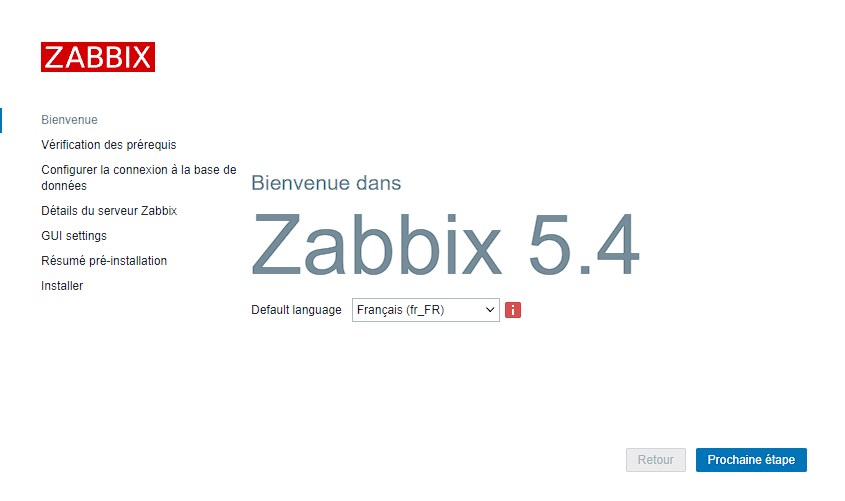 ZABBIX
Bienvenue
Vérification des prérequis
Configurer la connexion à la base de
données
Détails du serveur Zabbix
GUI settings
Résumé pré-installation
Installer
Bienvenue dans
Zabbix 5.4
Default language Français (fr_FR) i
Retour Prochaine étape